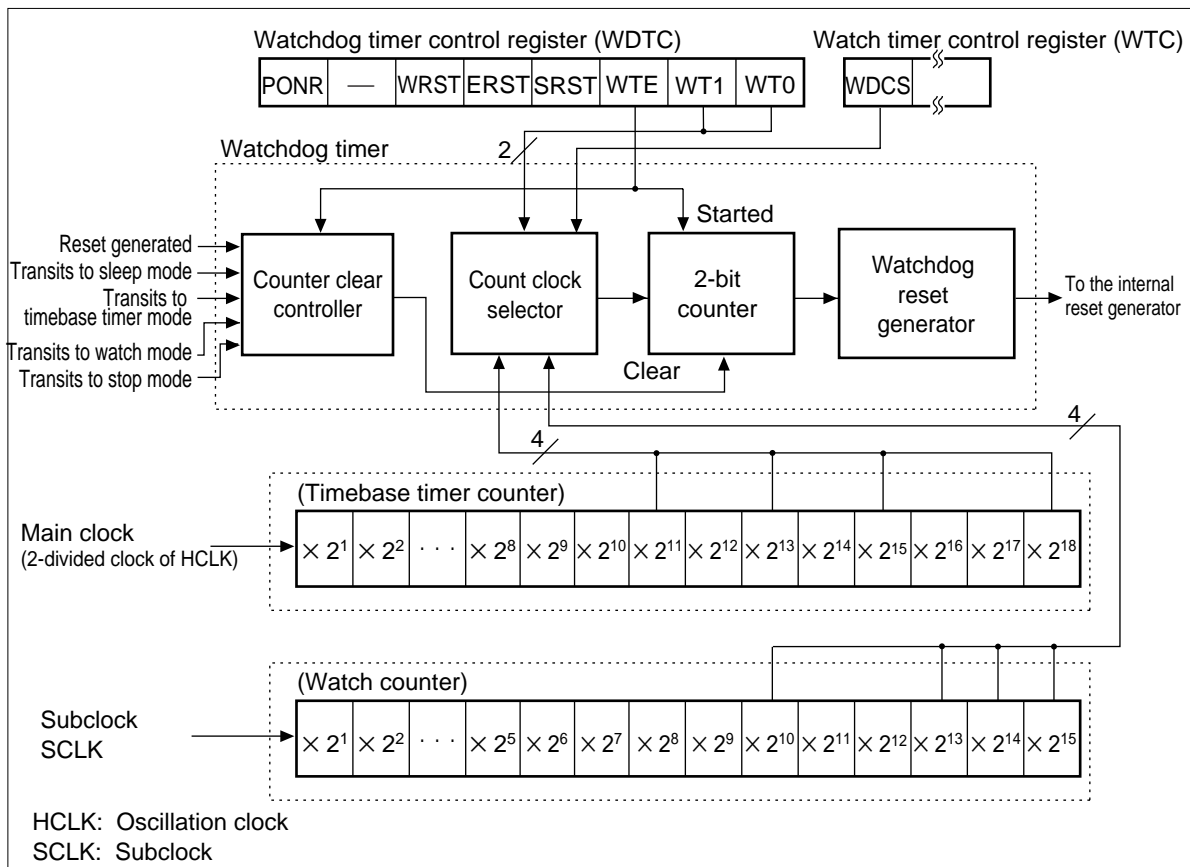 Watchdog timer control register (WDTC)
Watch timer control register (WTC)
PONR — WRST ERST SRST WTE WT1 WT0
WDCS
2
Watchdog timer
Started
Reset generated
Transits to sleep mode
Transits to
timebase timer mode
Transits to watch mode
Transits to stop mode
Counter clear
controller
Count clock
selector
2-bit
counter
Watchdog
reset
generator
To the internal
reset generator
Clear
4
4
(Timebase timer counter)
Main clock
(2-divided clock of HCLK)
× 2¹ × 2² · · · × 2⁸ × 2⁹ × 2¹⁰ × 2¹¹ × 2¹² × 2¹³ × 2¹⁴ × 2¹⁵ × 2¹⁶ × 2¹⁷ × 2¹⁸
(Watch counter)
Subclock
SCLK
× 2¹ × 2² · · · × 2⁵ × 2⁶ × 2⁷ × 2⁸ × 2⁹ × 2¹⁰ × 2¹¹ × 2¹² × 2¹³ × 2¹⁴ × 2¹⁵
HCLK: Oscillation clock
SCLK: Subclock